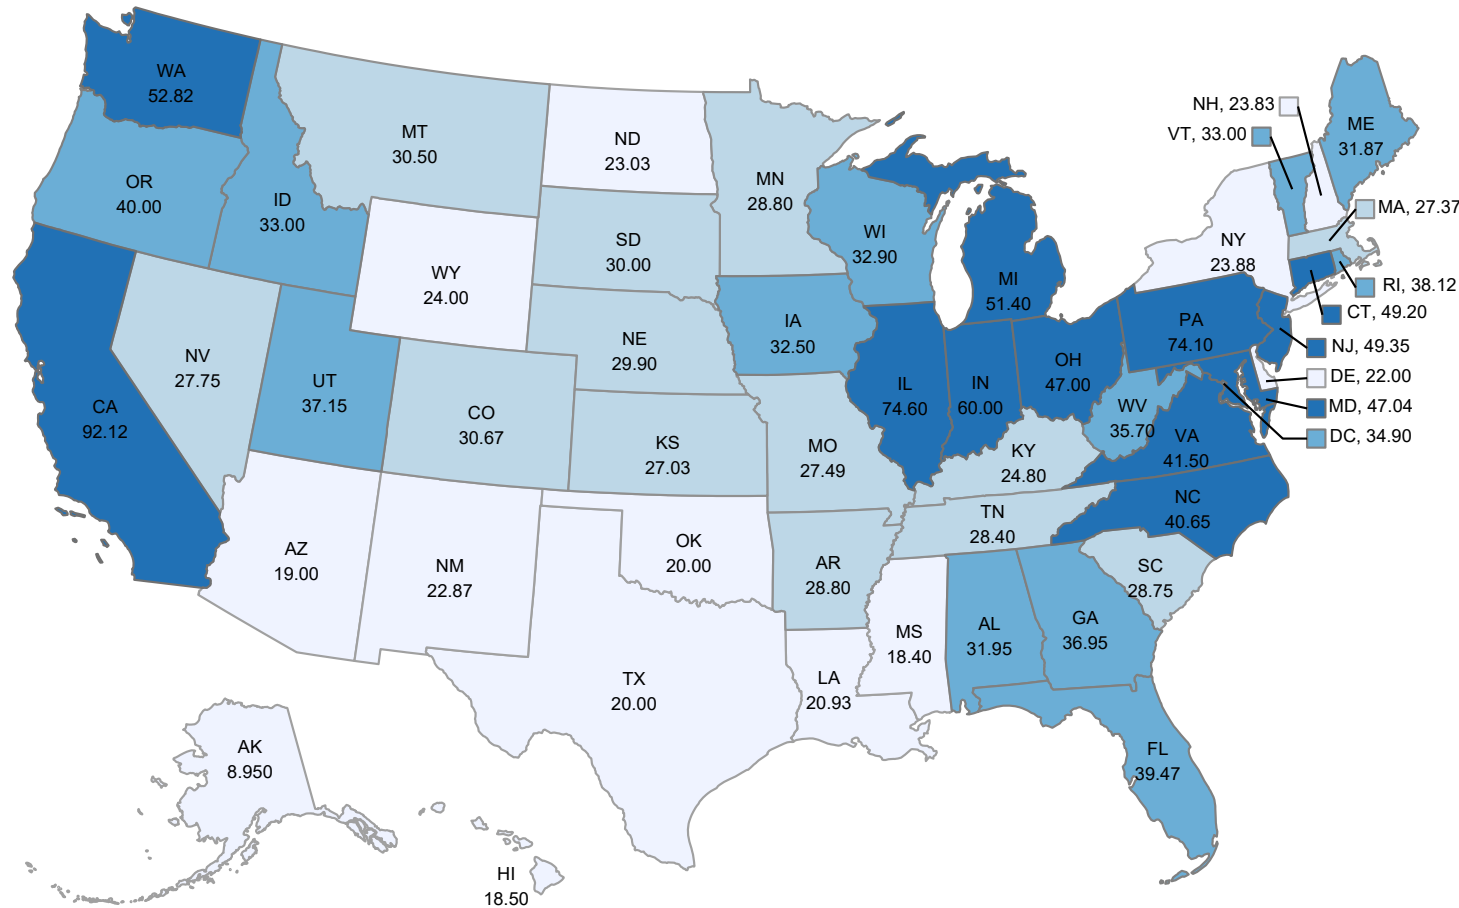 WA
52.82
MT
30.50
ND
23.03
MN
28.80
OR
40.00
ID
33.00
SD
30.00
WI
32.90
WY
24.00
MI
51.40
NY
23.88
NH, 23.83
VT, 33.00
ME
31.87
MA, 27.37
RI, 38.12
CT, 49.20
NJ, 49.35
DE, 22.00
MD, 47.04
DC, 34.90
NV
27.75
UT
37.15
CA
92.12
CO
30.67
NE
29.90
IA
32.50
IL
74.60
IN
60.00
OH
47.00
PA
74.10
WV
35.70
VA
41.50
KS
27.03
MO
27.49
KY
24.80
NC
40.65
TN
28.40
AZ
19.00
NM
22.87
OK
20.00
AR
28.80
SC
28.75
MS
18.40
AL
31.95
GA
36.95
TX
20.00
LA
20.93
FL
39.47
AK
8.950
HI
18.50